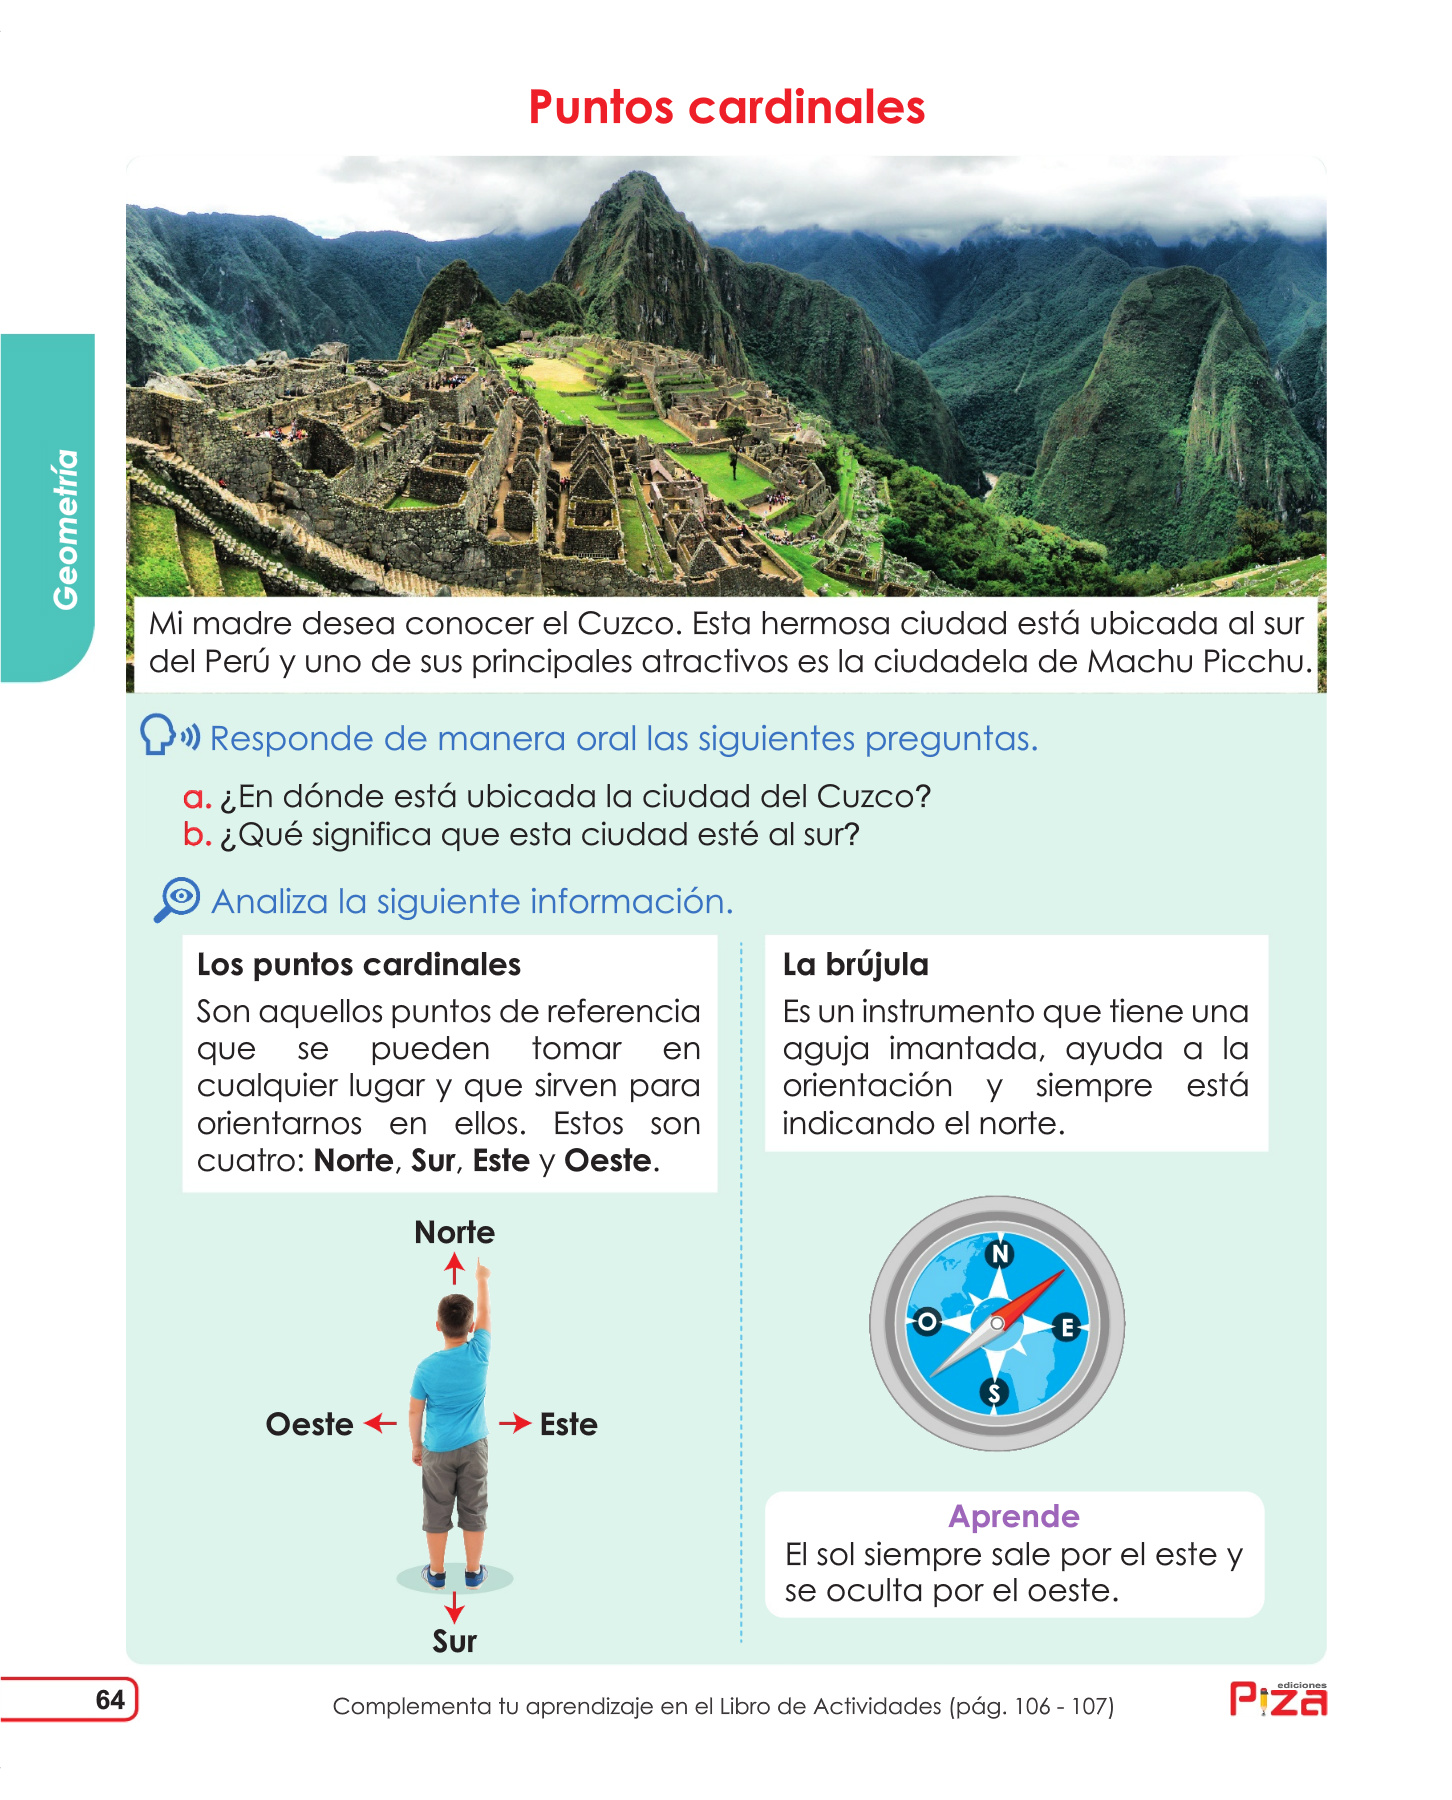 Puntos cardinales
Geometría
Mi madre desea conocer el Cuzco. Esta hermosa ciudad está ubicada al sur
del Perú y uno de sus principales atractivos es la ciudadela de Machu Picchu.
Responde de manera oral las siguientes preguntas.
a. ¿En dónde está ubicada la ciudad del Cuzco?
b. ¿Qué significa que esta ciudad esté al sur?
Analiza la siguiente información.
Los puntos cardinales
Son aquellos puntos de referencia
que se pueden tomar en
cualquier lugar y que sirven para
orientarnos en ellos. Estos son
cuatro: Norte, Sur, Este y Oeste.
Norte
Oeste
Este
Sur
La brújula
Es un instrumento que tiene una
aguja imantada, ayuda a la
orientación y siempre está
indicando el norte.
N
O
E
S
Aprende
El sol siempre sale por el este y
se oculta por el oeste.
64
Complementa tu aprendizaje en el Libro de Actividades (pág. 106 - 107)
ediciones
Piza